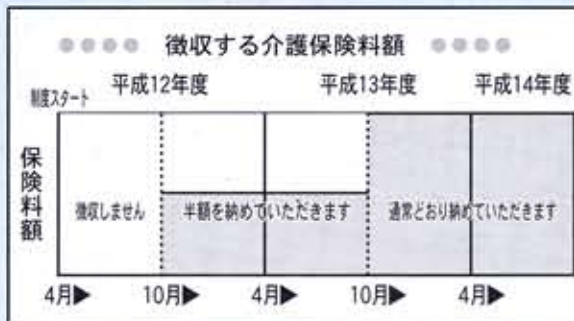 徴収する介護保険料額
平成12年度 平成13年度 平成14年度
制度スタート
保険料額
徴収しません 半額を納めていただきます 通常どおり納めていただきます
4月▶ 10月▶ 4月▶ 10月▶ 4月▶